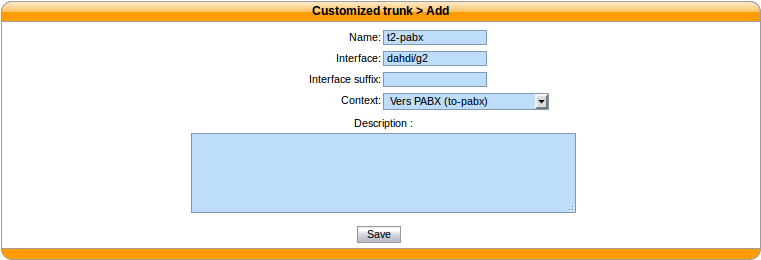 Customized trunk > Add
Name: t2-pabx
Interface: dahdi/g2
Interface suffix:
Context: Vers PABX (to-pabx)
Description :
Save